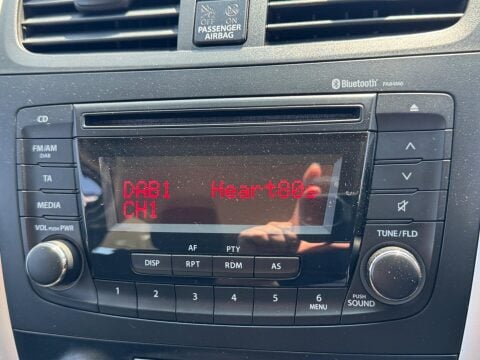 OFF ON
PASSENGER
AIRBAG
Bluetooth
CD
FM/AM
DAB
TA
MEDIA
VOL PUSH PWR
DAB1 Heart80s
CH1
AF PTY
DISP RPT RDM AS
1 2 3 4 5 6
MENU
TUNE/FLD
PUSH
SOUND